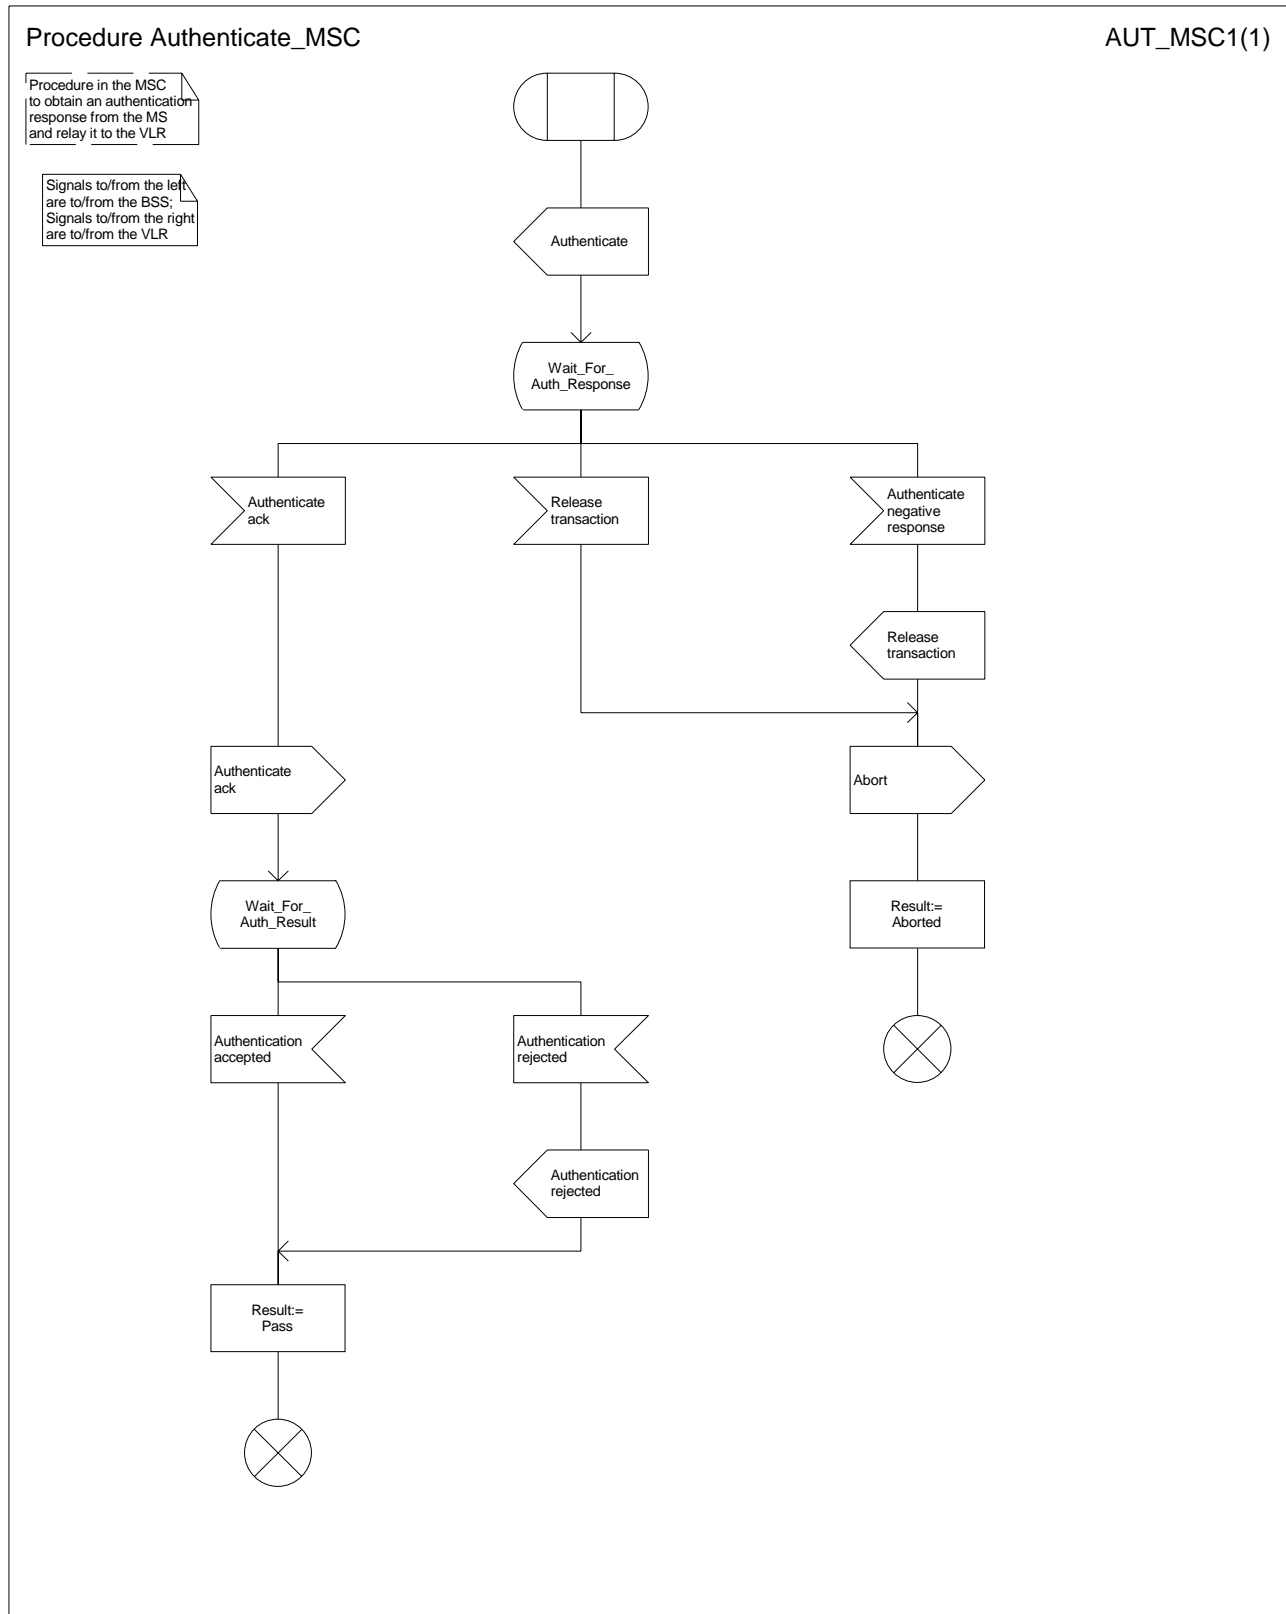 Procedure Authenticate_MSC
AUT_MSC1(1)
Procedure in the MSC
to obtain an authentication
response from the MS
and relay it to the VLR
Signals to/from the left
are to/from the BSS;
Signals to/from the right
are to/from the VLR
Authenticate
Wait_For_
Auth_Response
Authenticate
ack
Release
transaction
Authenticate
negative
response
Release
transaction
Authenticate
ack
Abort
Wait_For_
Auth_Result
Result:=
Aborted
Authentication
accepted
Authentication
rejected
Authentication
rejected
Result:=
Pass